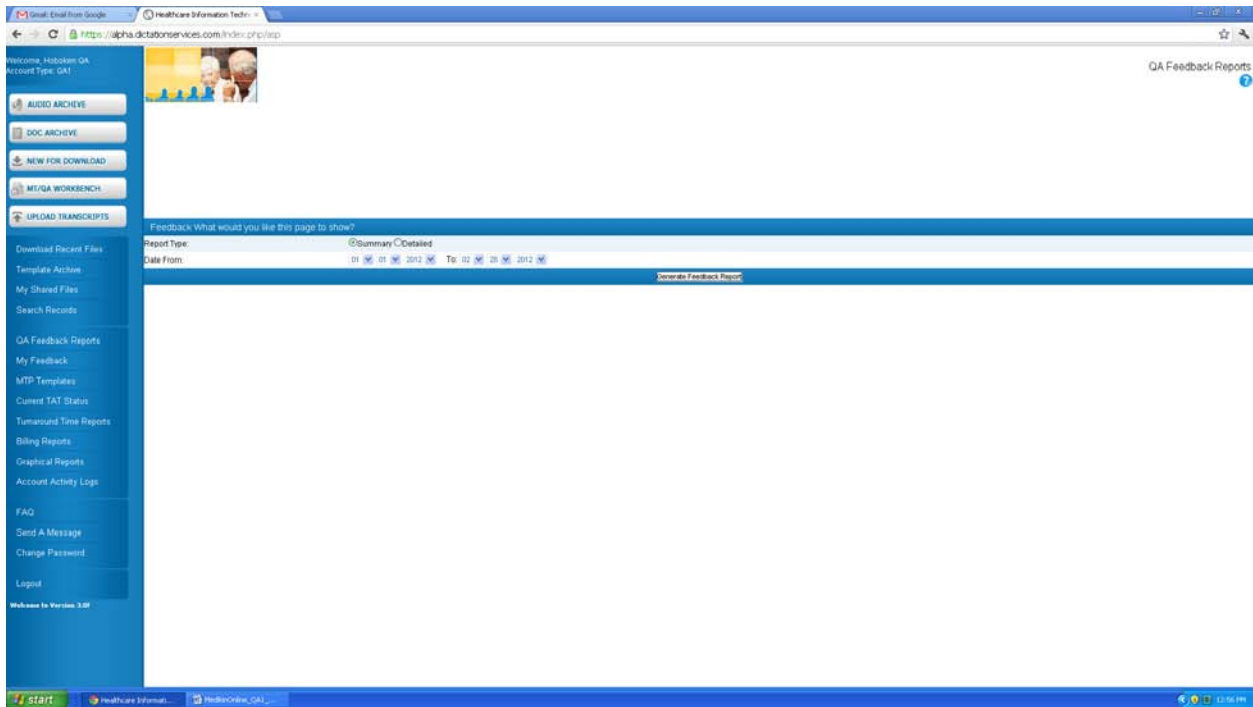 Gmail: Email from Google
Healthcare Information Techn
https://alpha.dictationservices.com/index.php/asp
Welcome, Hoboken QA
Account Type: QA1
QA Feedback Reports
AUDIO ARCHIVE
DOC ARCHIVE
NEW FOR DOWNLOAD
MT/QA WORKBENCH
UPLOAD TRANSCRIPTS
Download Recent Files
Template Archive
My Shared Files
Search Records
QA Feedback Reports
My Feedback
MTP Templates
Current TAT Status
Turnaround Time Reports
Billing Reports
Graphical Reports
Account Activity Logs
FAQ
Send A Message
Change Password
Logout
Welcome to Version 3.0!
Feedback What would you like this page to show?
Report Type: Summary Detailed
Date From: 01 01 2012 To: 02 28 2012
Generate Feedback Report
start Healthcare Informati... 12:56 PM